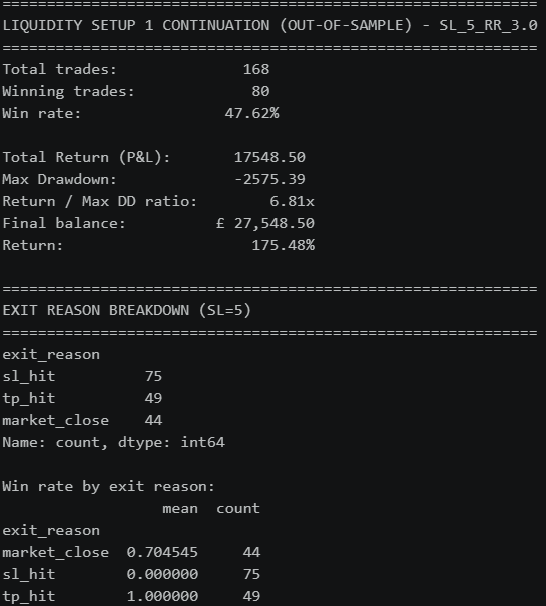 ============================================================
LIQUIDITY SETUP 1 CONTINUATION (OUT-OF-SAMPLE) - SL_5_RR_3.0
============================================================
Total trades:              168
Winning trades:             80
Win rate:                47.62%

Total Return (P&L):       17548.50
Max Drawdown:             -2575.39
Return / Max DD ratio:        6.81x
Final balance:          £ 27,548.50
Return:                     175.48%

============================================================
EXIT REASON BREAKDOWN (SL=5)
============================================================
exit_reason
sl_hit          75
tp_hit          49
market_close    44
Name: count, dtype: int64

Win rate by exit reason:
                  mean  count
exit_reason
market_close  0.704545     44
sl_hit        0.000000     75
tp_hit        1.000000     49